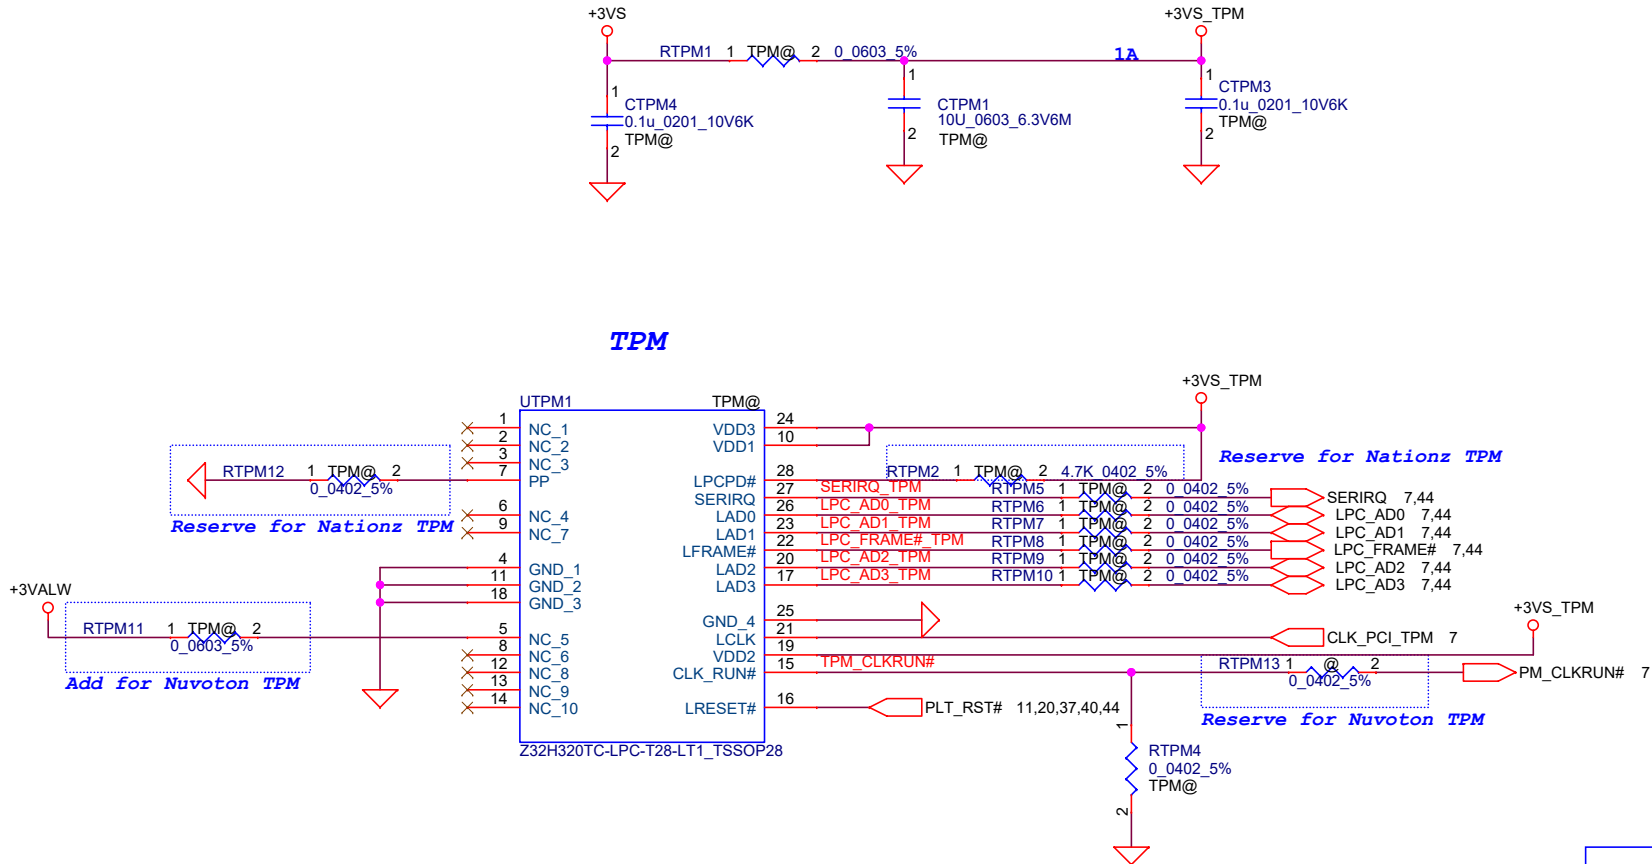 +3VS
+3VS_TPM
RTPM1 1 TPM@ 2 0_0603_5%
1A
1
CTPM4
0.1u_0201_10V6K
TPM@
2
1
CTPM1
10U_0603_6.3V6M
TPM@
2
1
CTPM3
0.1u_0201_10V6K
TPM@
2
TPM
+3VS_TPM
UTPM1 TPM@
1 NC_1
2 NC_2
3 NC_3
7 PP
6 NC_4
9 NC_7
4 GND_1
11 GND_2
18 GND_3
5 NC_5
8 NC_6
12 NC_8
13 NC_9
14 NC_10
VDD3 24
VDD1 10
LPCPD# 28
SERIRQ 27
LAD0 26
LAD1 23
LFRAME# 22
LAD2 20
LAD3 17
GND_4 25
LCLK 21
VDD2 19
CLK_RUN# 15
LRESET# 16
Z32H320TC-LPC-T28-LT1_TSSOP28
RTPM12 1 TPM@ 2
0_0402_5%
Reserve for Nationz TPM
+3VALW
RTPM11 1 TPM@ 2
0_0603_5%
Add for Nuvoton TPM
RTPM2 1 TPM@ 2 4.7K_0402_5%
Reserve for Nationz TPM
SERIRQ_TPM RTPM5 1 TPM@ 2 0_0402_5% SERIRQ 7,44
LPC_AD0_TPM RTPM6 1 TPM@ 2 0_0402_5% LPC_AD0 7,44
LPC_AD1_TPM RTPM7 1 TPM@ 2 0_0402_5% LPC_AD1 7,44
LPC_FRAME#_TPM RTPM8 1 TPM@ 2 0_0402_5% LPC_FRAME# 7,44
LPC_AD2_TPM RTPM9 1 TPM@ 2 0_0402_5% LPC_AD2 7,44
LPC_AD3_TPM RTPM10 1 TPM@ 2 0_0402_5% LPC_AD3 7,44
+3VS_TPM
CLK_PCI_TPM 7
TPM_CLKRUN#
RTPM13 1 @ 2
0_0402_5%
PM_CLKRUN# 7
Reserve for Nuvoton TPM
PLT_RST# 11,20,37,40,44
1
RTPM4
0_0402_5%
TPM@
2